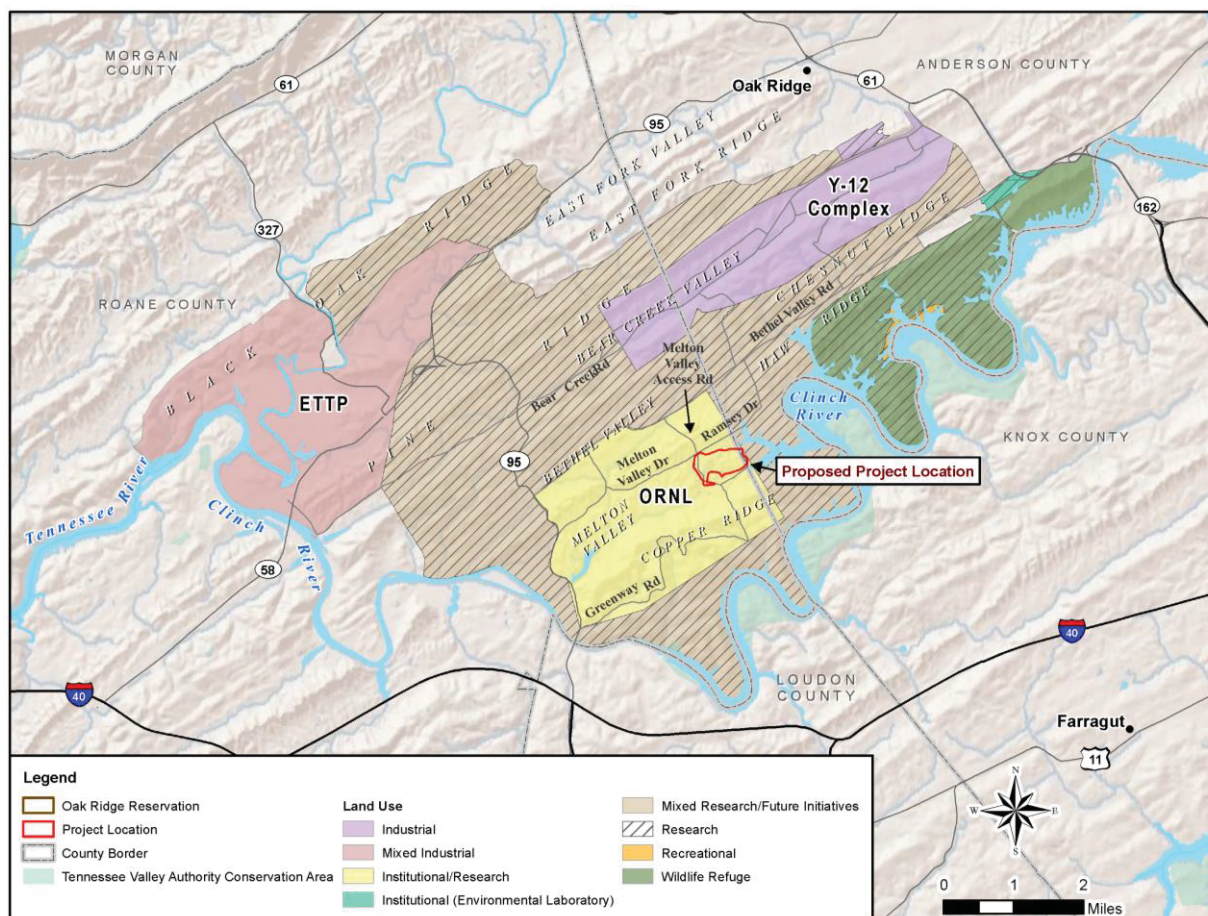 MORGAN
COUNTY
61
Oak Ridge
61
ANDERSON COUNTY
95
EAST FORK VALLEY
EAST FORK RIDGE
Y-12
Complex
327
162
OAK RIDGE
ROANE COUNTY
BLACK
ETTP
PINE RIDGE
BEAR CREEK VALLEY
CHESNUT RIDGE
Bethel Valley Rd
HAW RIDGE
Bear Creek Rd
Melton
Valley
Access Rd
Clinch
River
KNOX COUNTY
95
BETHEL VALLEY
Melton
Valley Dr
Ramsey Dr
Proposed Project Location
ORNL
MELTON
VALLEY
COPPER RIDGE
Tennessee River
Clinch
River
58
Greenway Rd
40
40
LOUDON
COUNTY
Farragut
11
Legend
Oak Ridge Reservation
Project Location
County Border
Tennessee Valley Authority Conservation Area
Land Use
Industrial
Mixed Industrial
Institutional/Research
Institutional (Environmental Laboratory)
Mixed Research/Future Initiatives
Research
Recreational
Wildlife Refuge
N
W
E
S
0 1 2
Miles